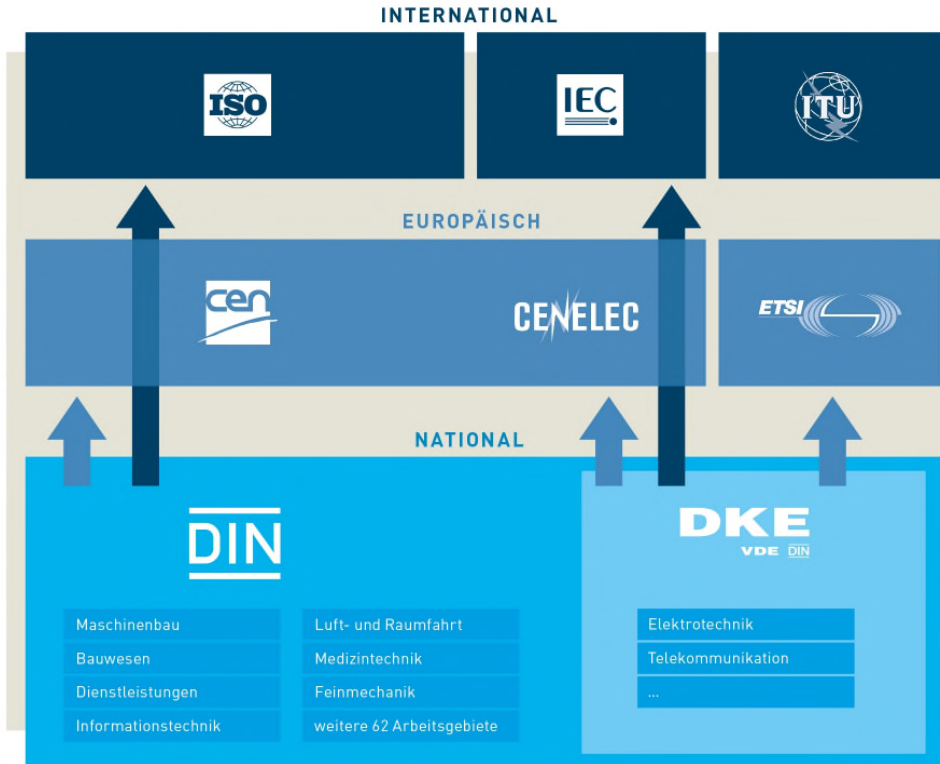 INTERNATIONAL
ISO
IEC
ITU
EUROPÄISCH
cen
CENELEC
ETSI
NATIONAL
DIN
DKE
VDE DIN
Maschinenbau
Bauwesen
Dienstleistungen
Informationstechnik
Luft- und Raumfahrt
Medizintechnik
Feinmechanik
weitere 62 Arbeitsgebiete
Elektrotechnik
Telekommunikation
...